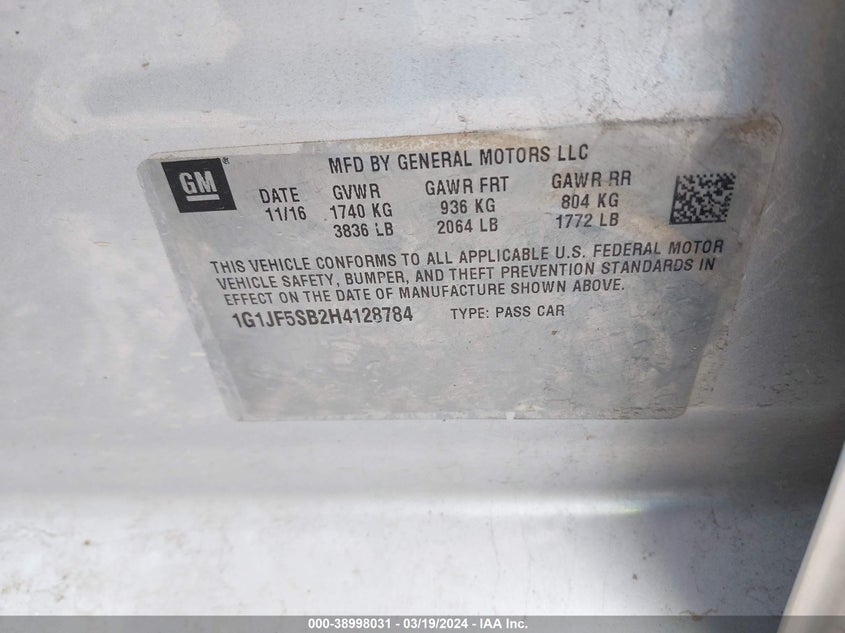 MFD BY GENERAL MOTORS LLC
GM®
DATE GVWR GAWR FRT GAWR RR
11/16 1740 KG 936 KG 804 KG
3836 LB 2064 LB 1772 LB
THIS VEHICLE CONFORMS TO ALL APPLICABLE U.S. FEDERAL MOTOR
VEHICLE SAFETY, BUMPER, AND THEFT PREVENTION STANDARDS IN
EFFECT ON THE DATE OF MANUFACTURE SHOWN ABOVE.
1G1JF5SB2H4128784 TYPE: PASS CAR
000-38998031 / 03/19/2024 - IAA Inc.